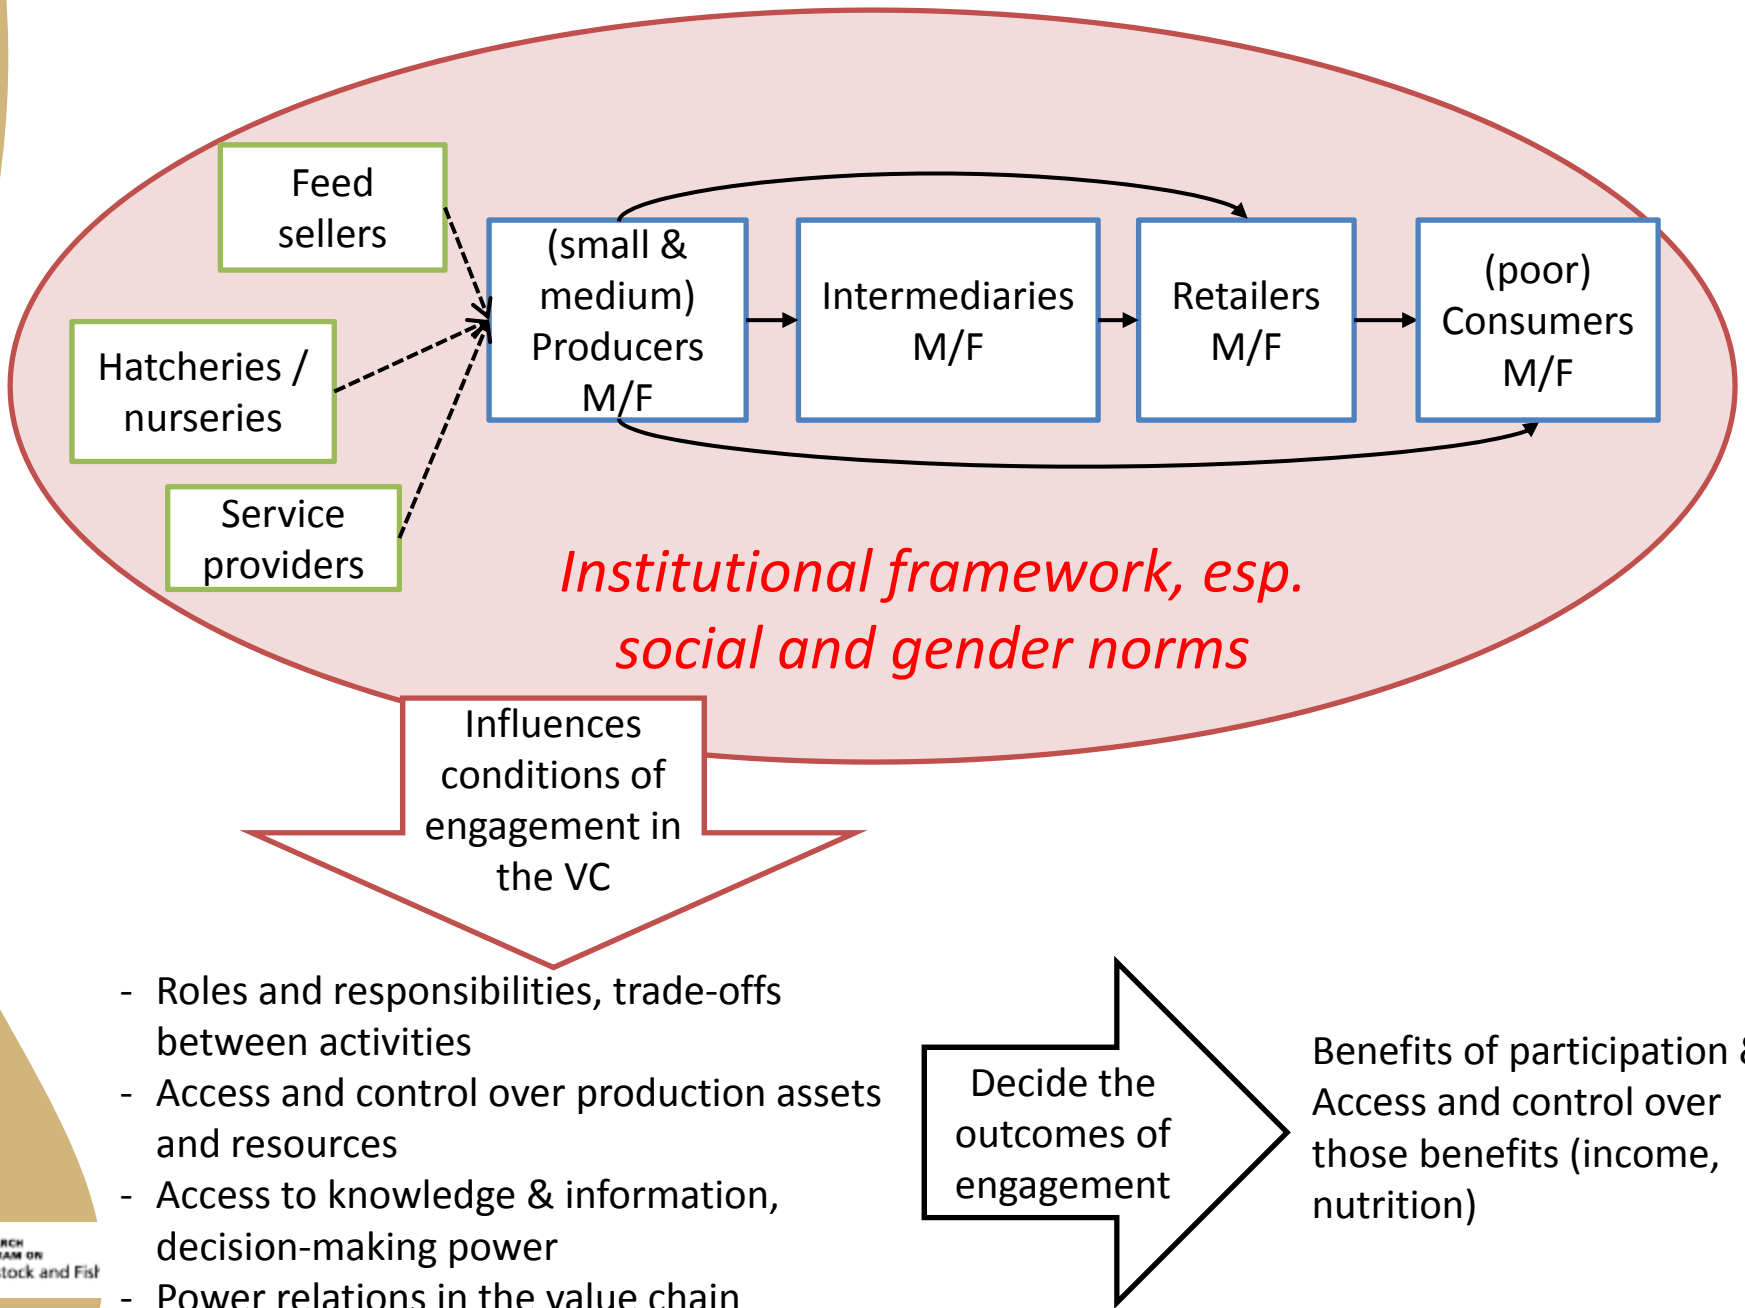 Feed
sellers
Hatcheries /
nurseries
Service
providers
(small &
medium)
Producers
M/F
Intermediaries
M/F
Retailers
M/F
(poor)
Consumers
M/F
Institutional framework, esp.
social and gender norms
Influences
conditions of
engagement in
the VC
- Roles and responsibilities, trade-offs
between activities
- Access and control over production assets
and resources
- Access to knowledge & information,
decision-making power
- Power relations in the value chain
Decide the
outcomes of
engagement
Benefits of participation &
Access and control over
those benefits (income,
nutrition)
ON
and